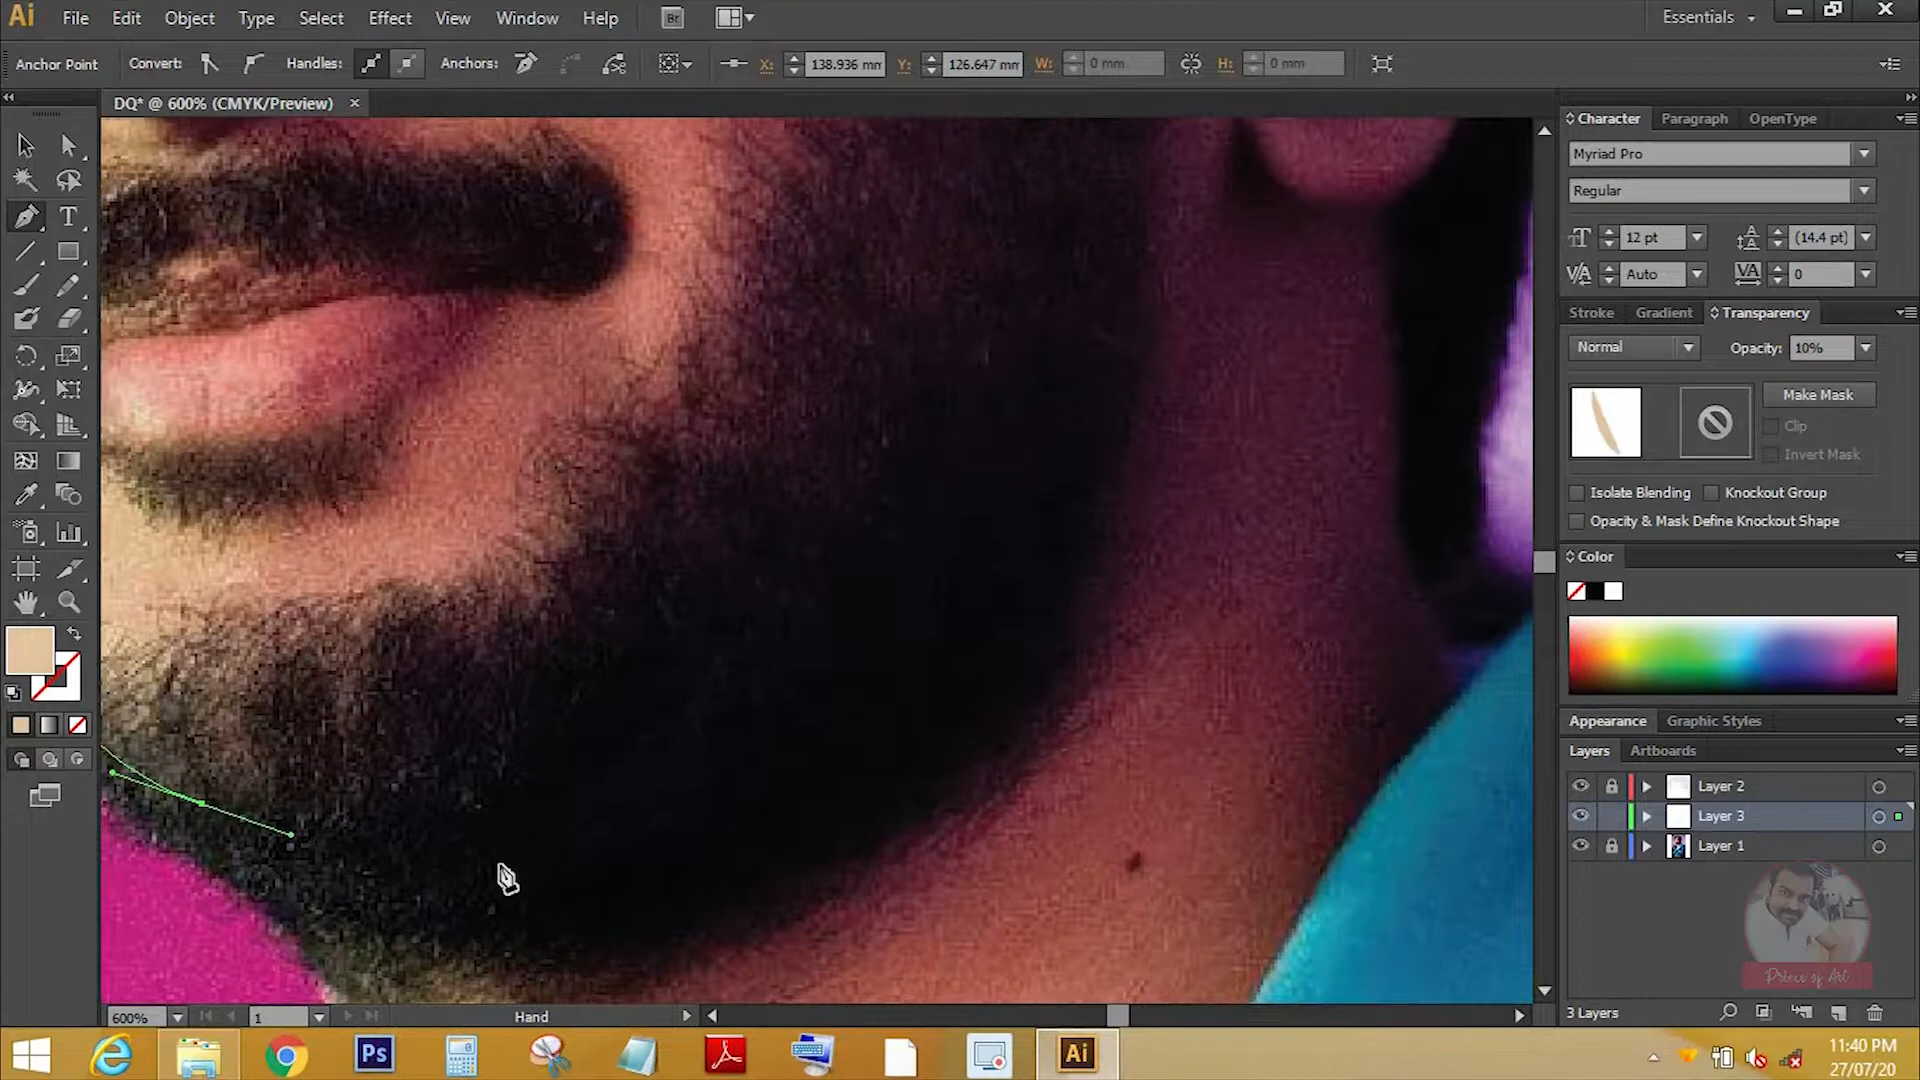 Ai File Edit Object Type Select Effect View Window Help Br Essentials
Anchor Point Convert: Handles: Anchors: X: 138.936 mm Y: 126.647 mm W: 0 mm H: 0 mm
DQ* @ 600% (CMYK/Preview)
Character Paragraph OpenType
Myriad Pro
Regular
12 pt (14.4 pt)
Auto 0
Stroke Gradient Transparency
Normal Opacity: 10%
Make Mask
Clip
Invert Mask
Isolate Blending Knockout Group
Opacity & Mask Define Knockout Shape
Color
Appearance Graphic Styles
Layers Artboards
Layer 2
Layer 3
Layer 1
Prince of Art
3 Layers
600% 1 Hand
Ps Ai
11:40 PM
27/07/20